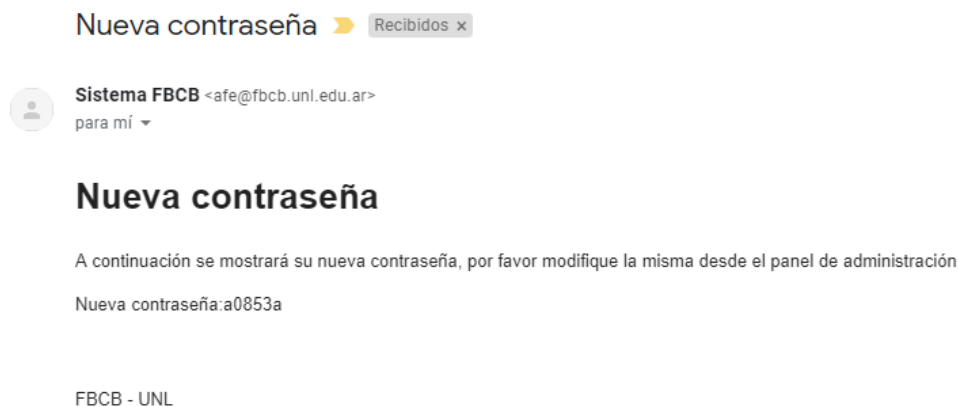 Nueva contraseña Recibidos x
Sistema FBCB <afe@fbcb.unl.edu.ar>
para mí
Nueva contraseña
A continuación se mostrará su nueva contraseña, por favor modifique la misma desde el panel de administración
Nueva contraseña:a0853a
FBCB - UNL